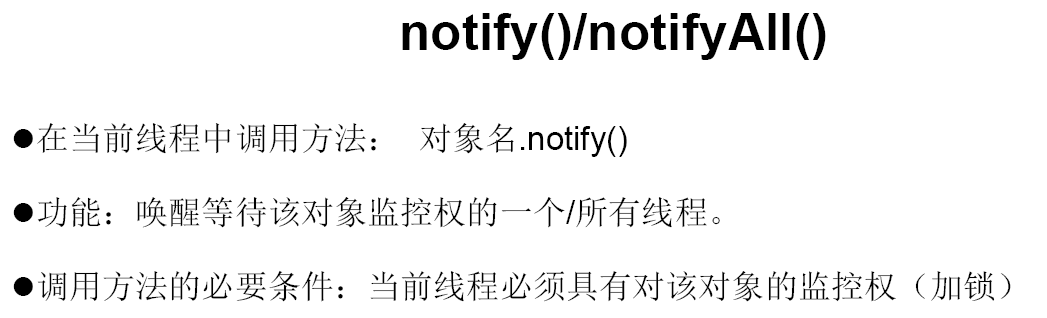 notify()/notifyAll()
●在当前线程中调用方法： 对象名.notify()
●功能：唤醒等待该对象监控权的一个/所有线程。
●调用方法的必要条件：当前线程必须具有对该对象的监控权（加锁）